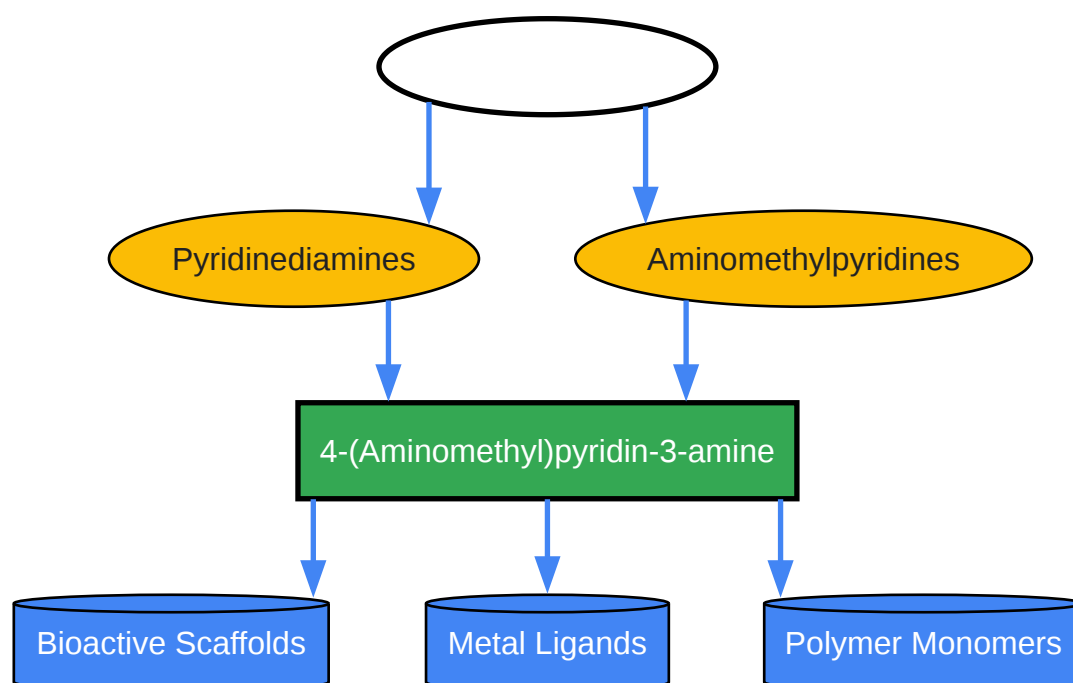 Pyridinediamines
Aminomethylpyridines
4-(Aminomethyl)pyridin-3-amine
Bioactive Scaffolds
Metal Ligands
Polymer Monomers